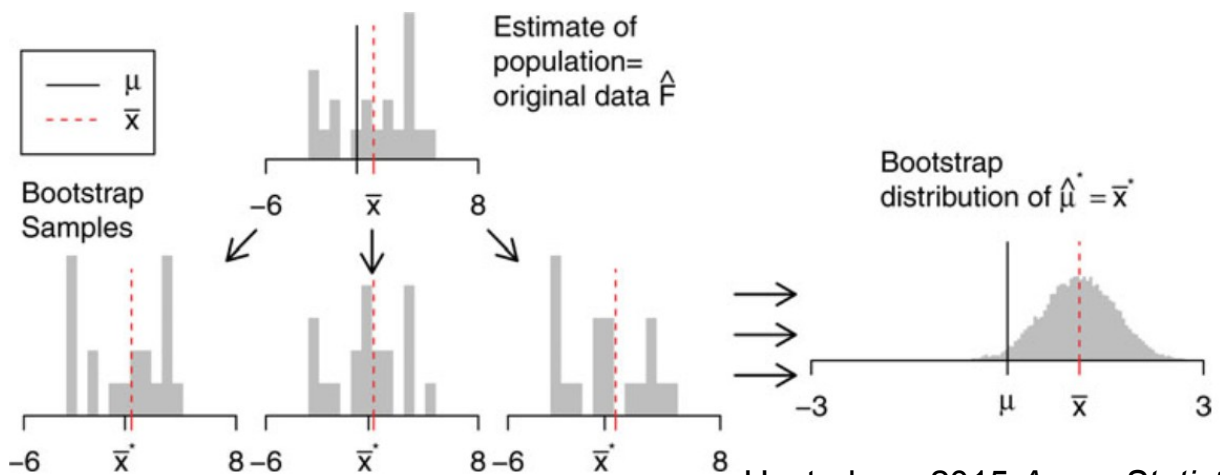 μ
x̄
Estimate of
population=
original data F̂
-6 x̄ 8
Bootstrap
Samples
-6 x̄* 8
-6 x̄* 8
-6 x̄* 8
Bootstrap
distribution of μ̂* = x̄*
-3 μ x̄ 3
2015